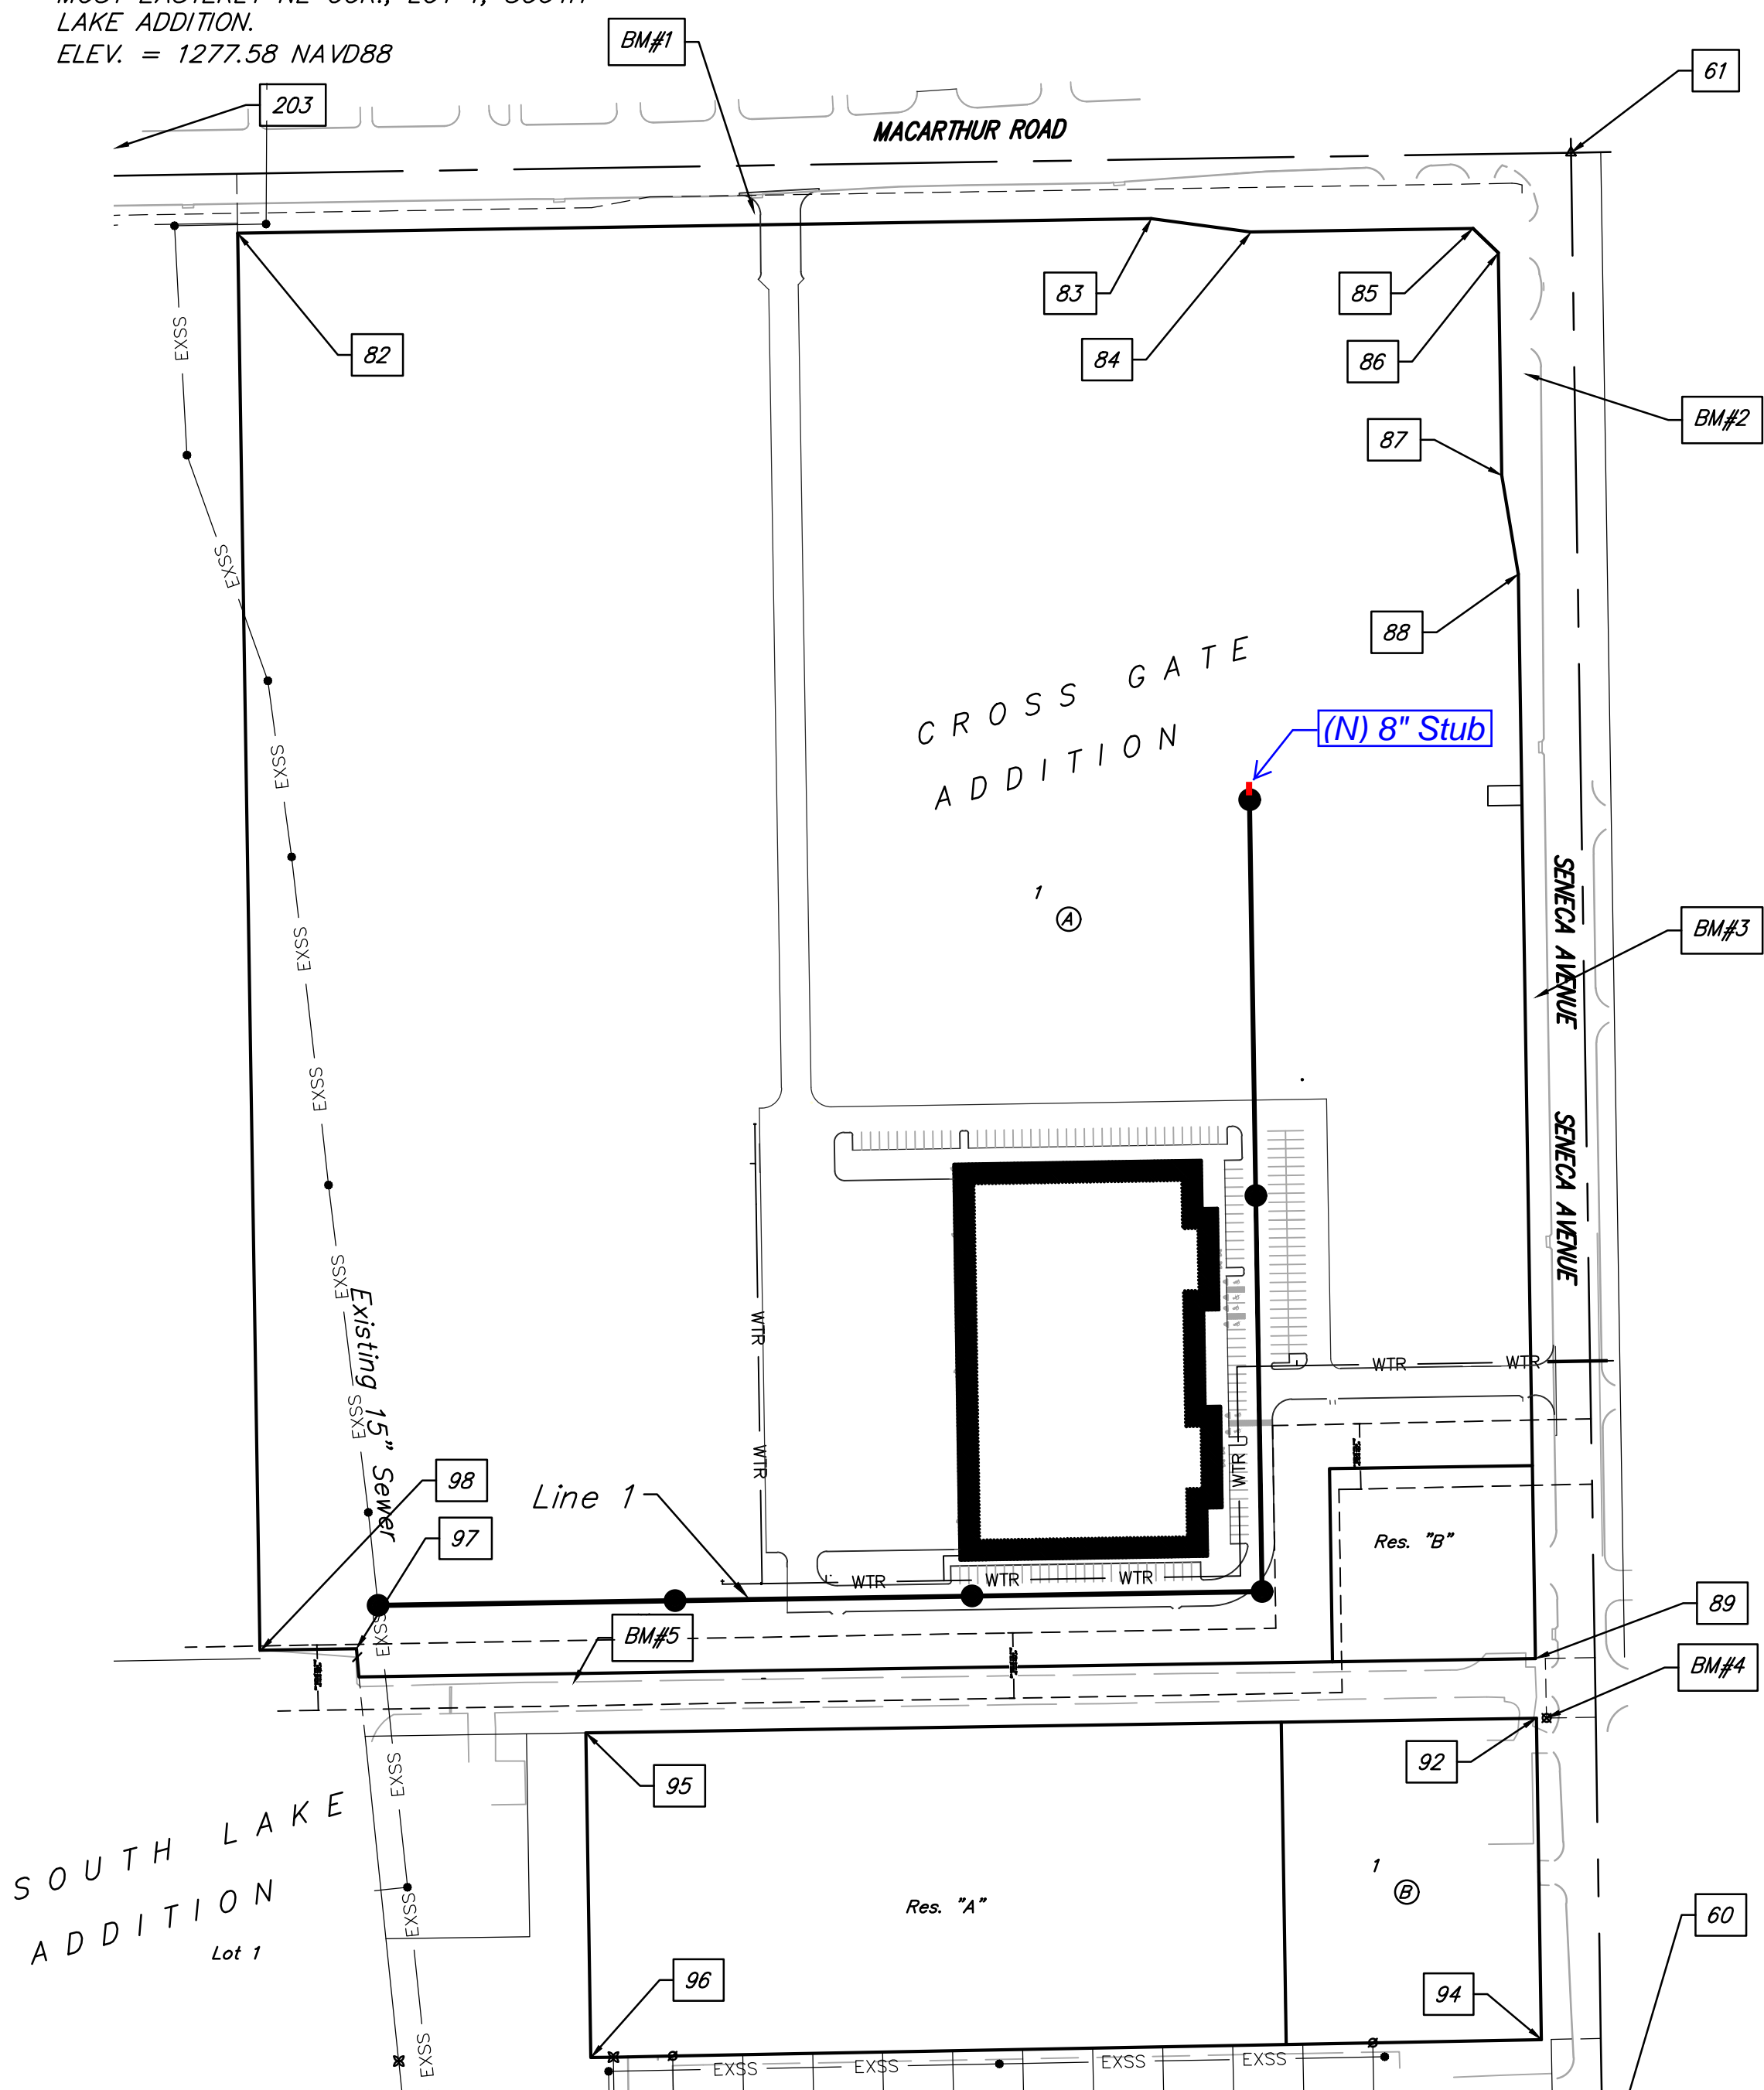 LAKE ADDITION.
ELEV. = 1277.58 NAVD88
BM#1
61
203
MACARTHUR ROAD
83
85
82
84
86
BM#2
87
88
CROSS GATE
ADDITION
(N) 8" Stub
1
A
BM#3
SENECA AVENUE
SENECA AVENUE
EXSS
EXSS
EXSS
EXSS
EXSS
EXSS
EXSS
Existing 15" Sewer
WTR
WTR
WTR
WTR
WTR
98
97
Line 1
Res. "B"
WTR
WTR
WTR
EXSS
BM#5
89
BM#4
92
95
EXSS
SOUTH LAKE
ADDITION
Lot 1
EXSS
Res. "A"
1
B
60
96
94
EXSS
EXSS
EXSS
EXSS
EXSS